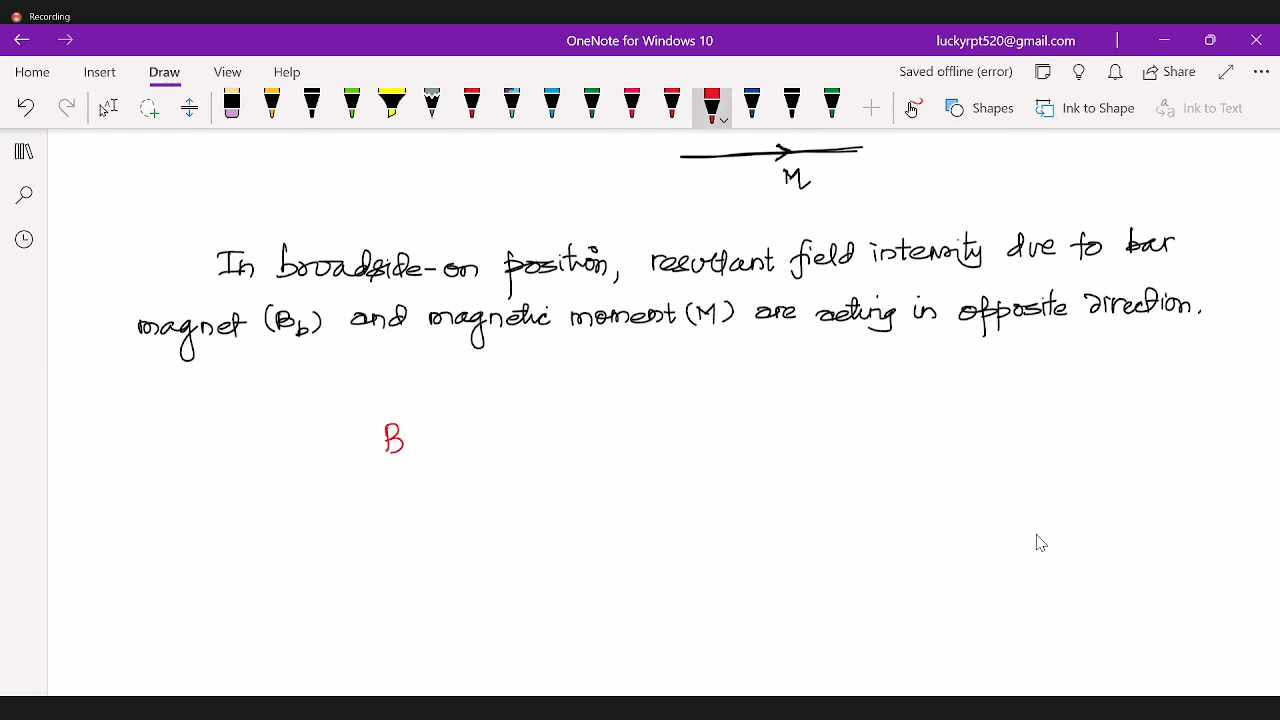 Recording
OneNote for Windows 10
luckyrpt520@gmail.com
Home Insert Draw View Help
Saved offline (error) Share
Shapes Ink to Shape Ink to Text
M
In broadside-on position, resultant field intensity due to bar
magnet (Bb) and magnetic moment (M) are acting in opposite direction.
B